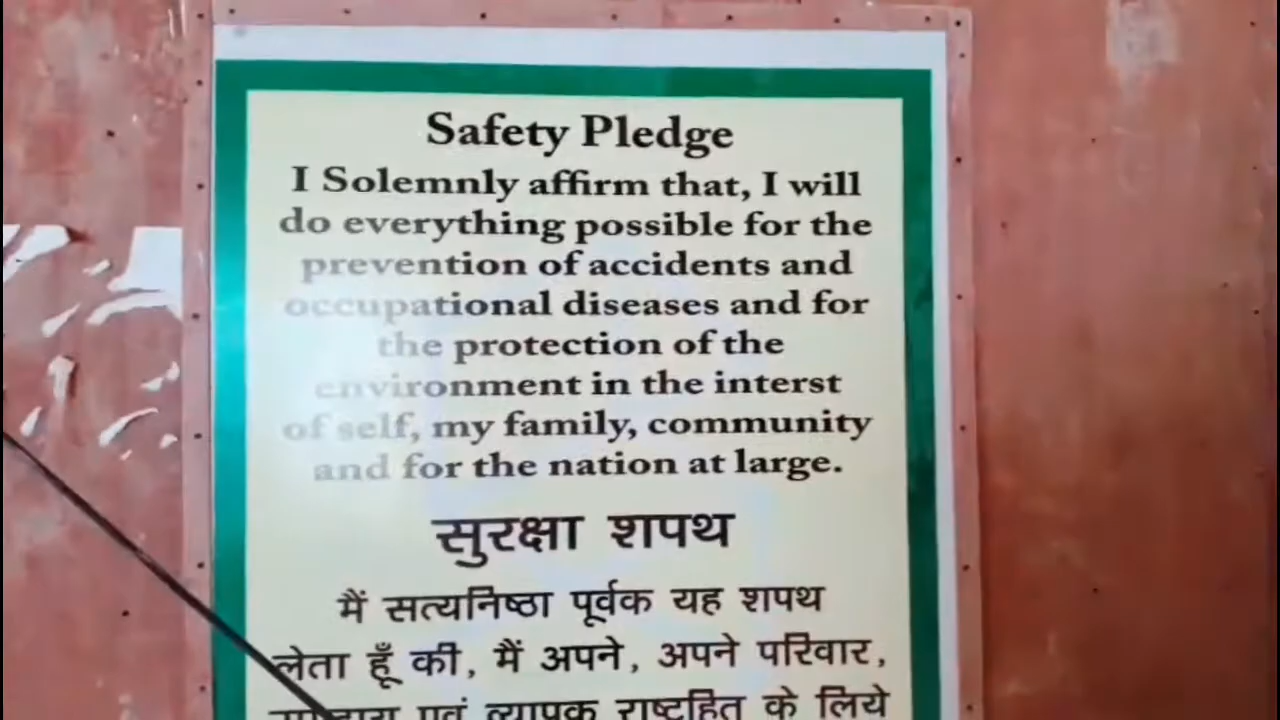 Safety Pledge
I Solemnly affirm that, I will
do everything possible for the
prevention of accidents and
occupational diseases and for
the protection of the
environment in the interst
of self, my family, community
and for the nation at large.
सुरक्षा शपथ
मैं सत्यनिष्ठा पूर्वक यह शपथ
लेता हूँ की, मैं अपने, अपने परिवार,
एवं व्यापक राष्ट्रहित के लिये